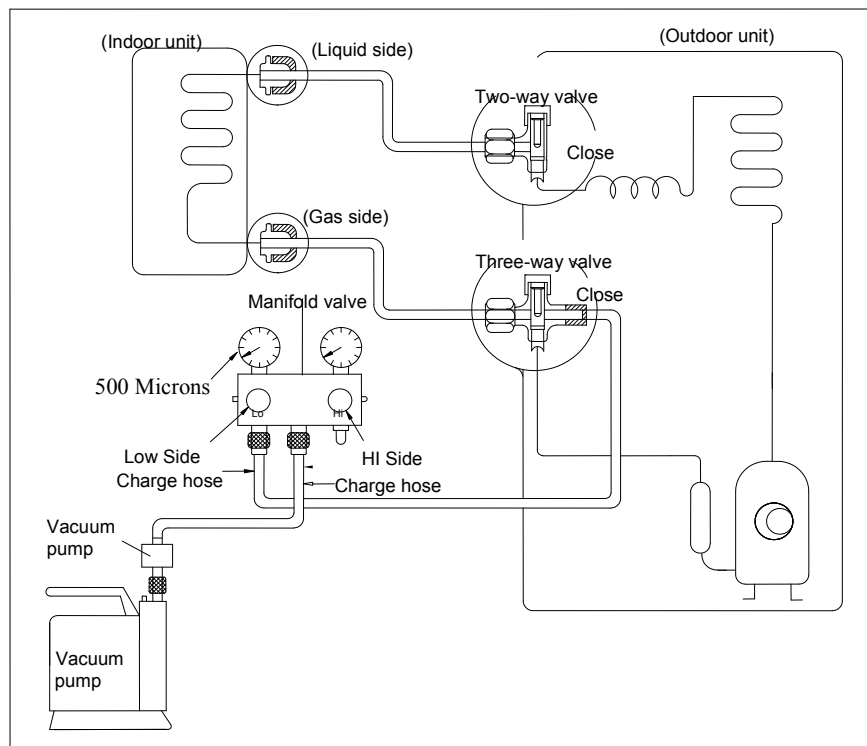 (Indoor unit)
(Liquid side)
(Outdoor unit)
Two-way valve
Close
(Gas side)
Three-way valve
Close
Manifold valve
500 Microns
Lo
Hi
Low Side
HI Side
Charge hose
Charge hose
Vacuum
pump
Vacuum
pump